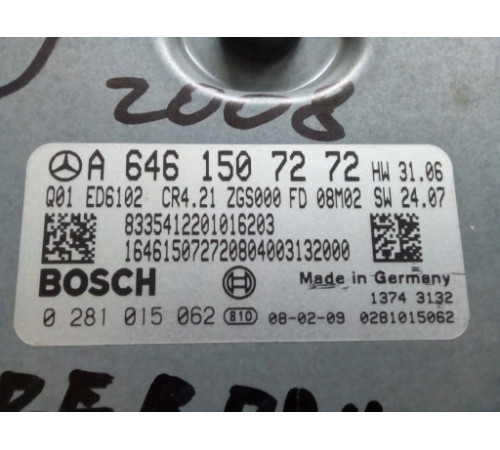 2008
A 646 150 72 72 HW 31.06
Q01 ED6102 CR4.21 ZGS000 FD 08M02 SW 24.07
8335412201016203
164615072720804003132000
BOSCH Made in Germany
1374 3132
0 281 015 062 810 08-02-09 0281015062